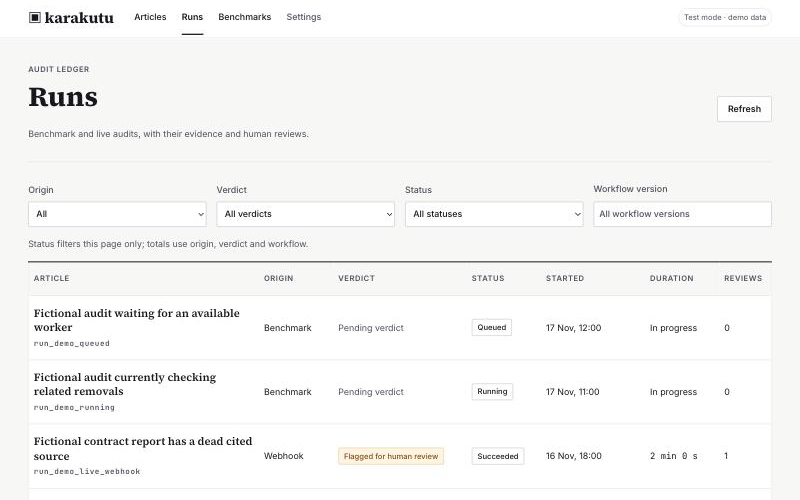 karakutu
Articles Runs Benchmarks Settings
Test mode · demo data
AUDIT LEDGER
Runs
Refresh
Benchmark and live audits, with their evidence and human reviews.
Origin Verdict Status Workflow version
All All verdicts All statuses All workflow versions
Status filters this page only; totals use origin, verdict and workflow.
ARTICLE ORIGIN VERDICT STATUS STARTED DURATION REVIEWS
Fictional audit waiting for an available
worker
run_demo_queued
Benchmark Pending verdict Queued 17 Nov, 12:00 In progress 0
Fictional audit currently checking
related removals
run_demo_running
Benchmark Pending verdict Running 17 Nov, 11:00 In progress 0
Fictional contract report has a dead cited
source
run_demo_live_webhook
Webhook Flagged for human review Succeeded 16 Nov, 18:00 2 min 0 s 1